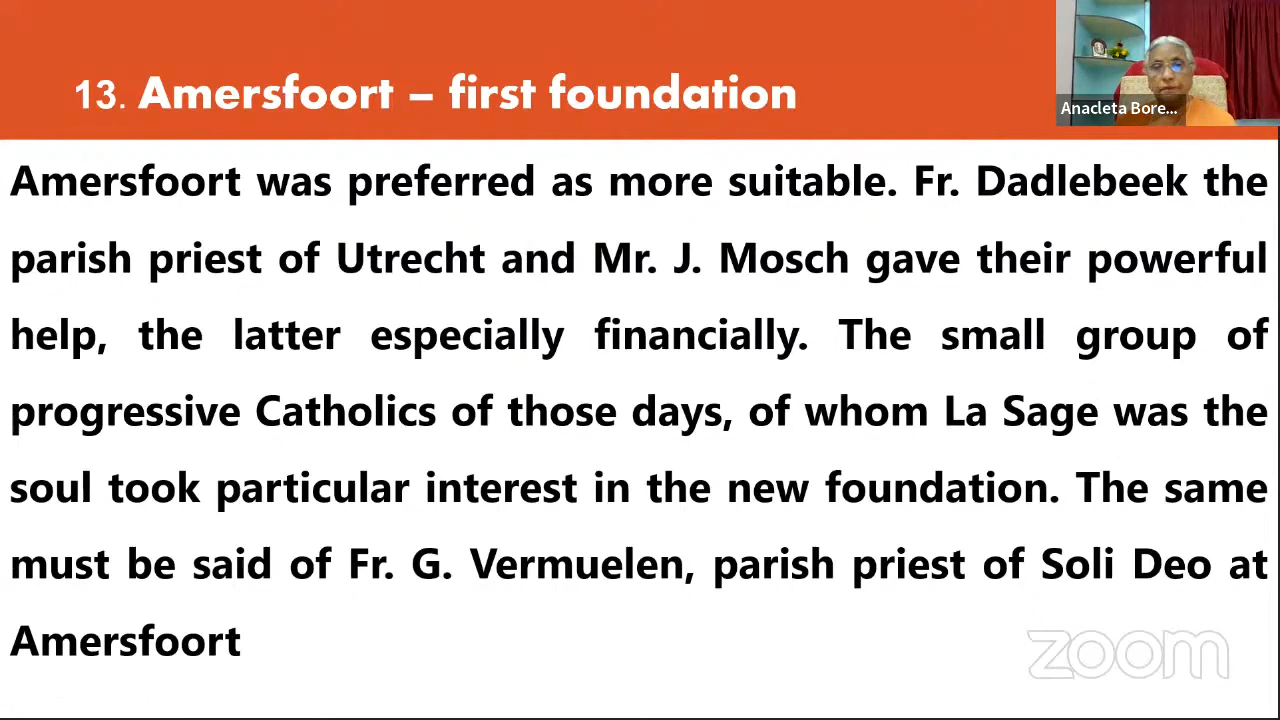 13. Amersfoort – first foundation
Anacleta Bore...
Amersfoort was preferred as more suitable. Fr. Dadlebeek the
parish priest of Utrecht and Mr. J. Mosch gave their powerful
help, the latter especially financially. The small group of
progressive Catholics of those days, of whom La Sage was the
soul took particular interest in the new foundation. The same
must be said of Fr. G. Vermuelen, parish priest of Soli Deo at
Amersfoort
zoom